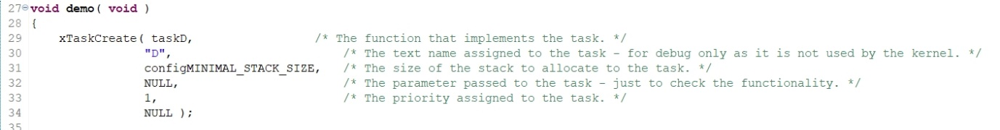 27 void demo( void )
28 {
29     xTaskCreate( taskD,                 /* The function that implements the task. */
30                 "D",                        /* The text name assigned to the task - for debug only as it is not used by the kernel. */
31                 configMINIMAL_STACK_SIZE,   /* The size of the stack to allocate to the task. */
32                 NULL,                       /* The parameter passed to the task - just to check the functionality. */
33                 1,                          /* The priority assigned to the task. */
34                 NULL );
35